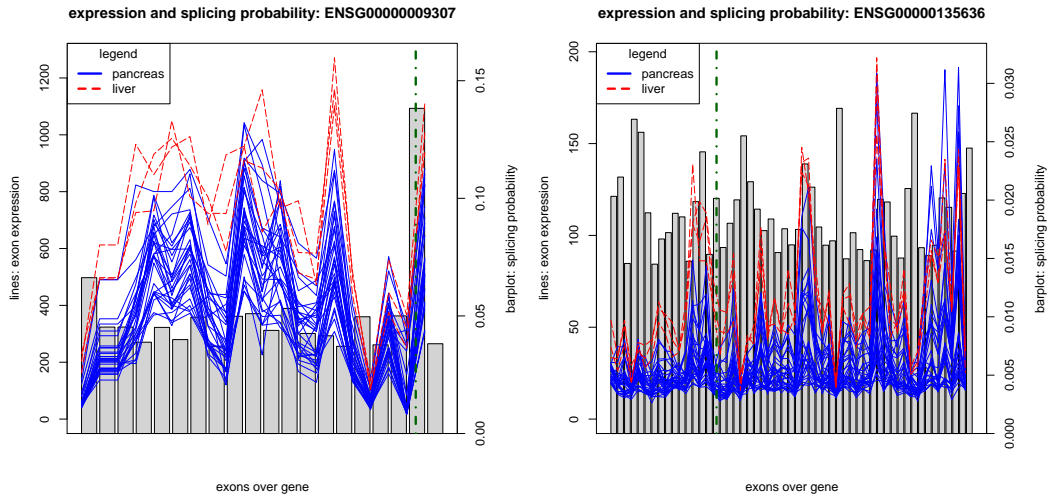 expression and splicing probability: ENSG00000009307
legend
pancreas
liver
lines: exon expression
0
200
400
600
800
1000
1200
barplot: splicing probability
0.00
0.05
0.10
0.15
exons over gene
expression and splicing probability: ENSG00000135636
legend
pancreas
liver
lines: exon expression
0
50
100
150
200
barplot: splicing probability
0.000
0.005
0.010
0.015
0.020
0.025
0.030
exons over gene